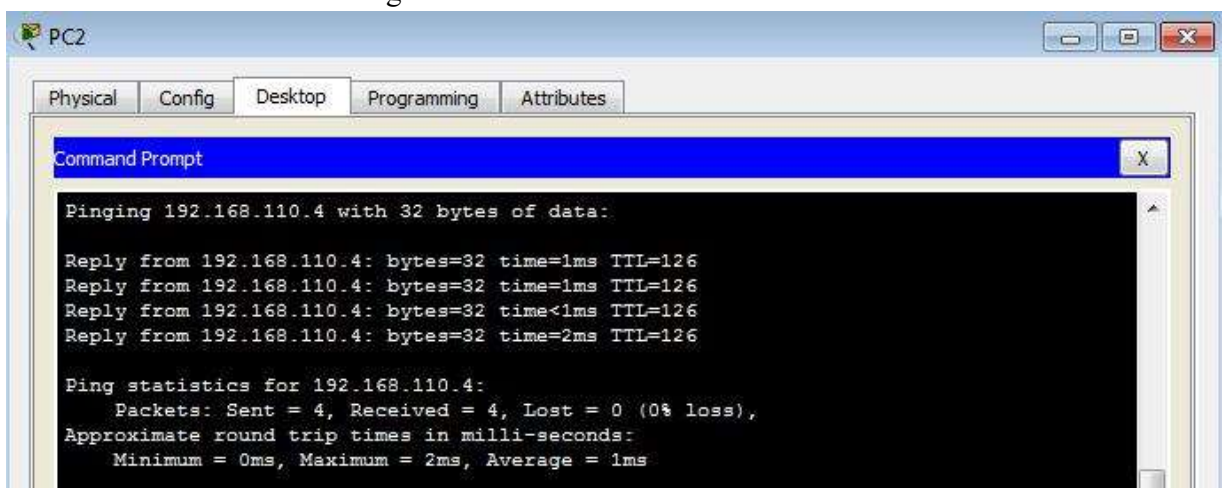 PC2
Physical Config Desktop Programming Attributes
Command Prompt X
Pinging 192.168.110.4 with 32 bytes of data:
Reply from 192.168.110.4: bytes=32 time=1ms TTL=126
Reply from 192.168.110.4: bytes=32 time=1ms TTL=126
Reply from 192.168.110.4: bytes=32 time<1ms TTL=126
Reply from 192.168.110.4: bytes=32 time=2ms TTL=126
Ping statistics for 192.168.110.4:
Packets: Sent = 4, Received = 4, Lost = 0 (0% loss),
Approximate round trip times in milli-seconds:
Minimum = 0ms, Maximum = 2ms, Average = 1ms